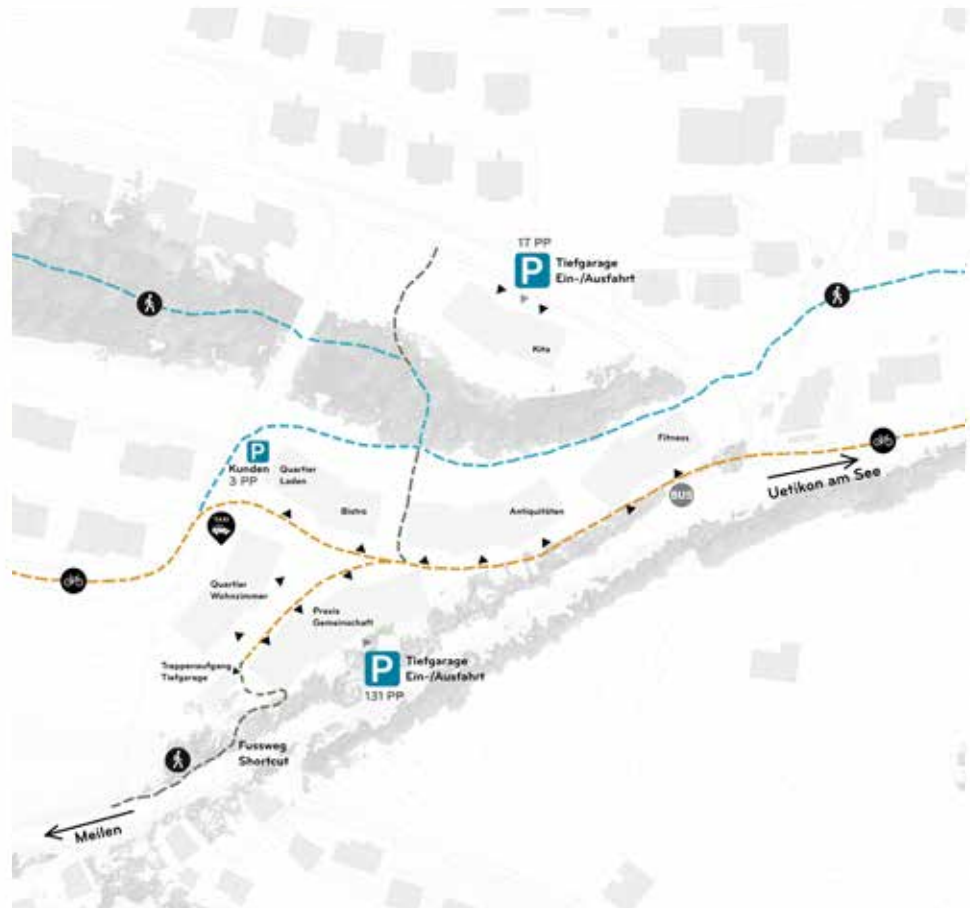 17 PP
P
Tiefgarage
Ein-/Ausfahrt
Kita
Fitness
P
Kunden
3 PP
Quartier
Laden
BUS
Uetikon am See
TAXI
Bistro
Antiquitäten
Quartier
Wohnzimmer
Praxis
Gemeinschaft
P
Tiefgarage
Ein-/Ausfahrt
131 PP
Treppenaufgang
Tiefgarage
Fussweg
Shortcut
Meilen